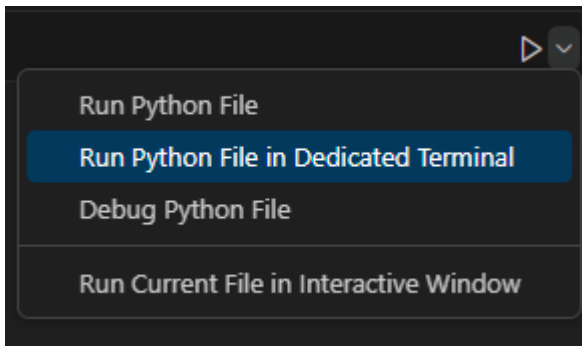 Run Python File
Run Python File in Dedicated Terminal
Debug Python File
Run Current File in Interactive Window